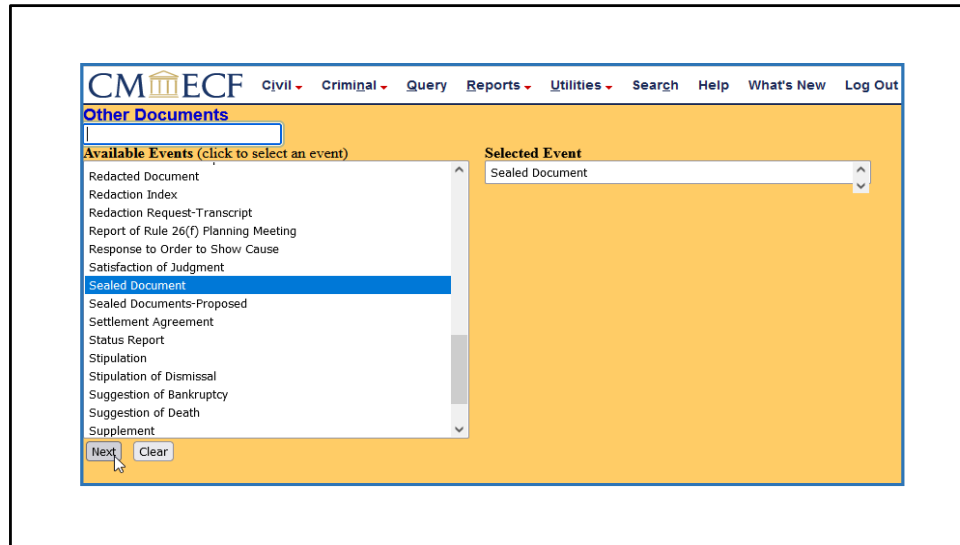 CM ECF Civil Criminal Query Reports Utilities Search Help What's New Log Out
Other Documents
Available Events (click to select an event)
Selected Event
Sealed Document
Redacted Document
Redaction Index
Redaction Request-Transcript
Report of Rule 26(f) Planning Meeting
Response to Order to Show Cause
Satisfaction of Judgment
Sealed Document
Sealed Documents-Proposed
Settlement Agreement
Status Report
Stipulation
Stipulation of Dismissal
Suggestion of Bankruptcy
Suggestion of Death
Supplement
Next Clear